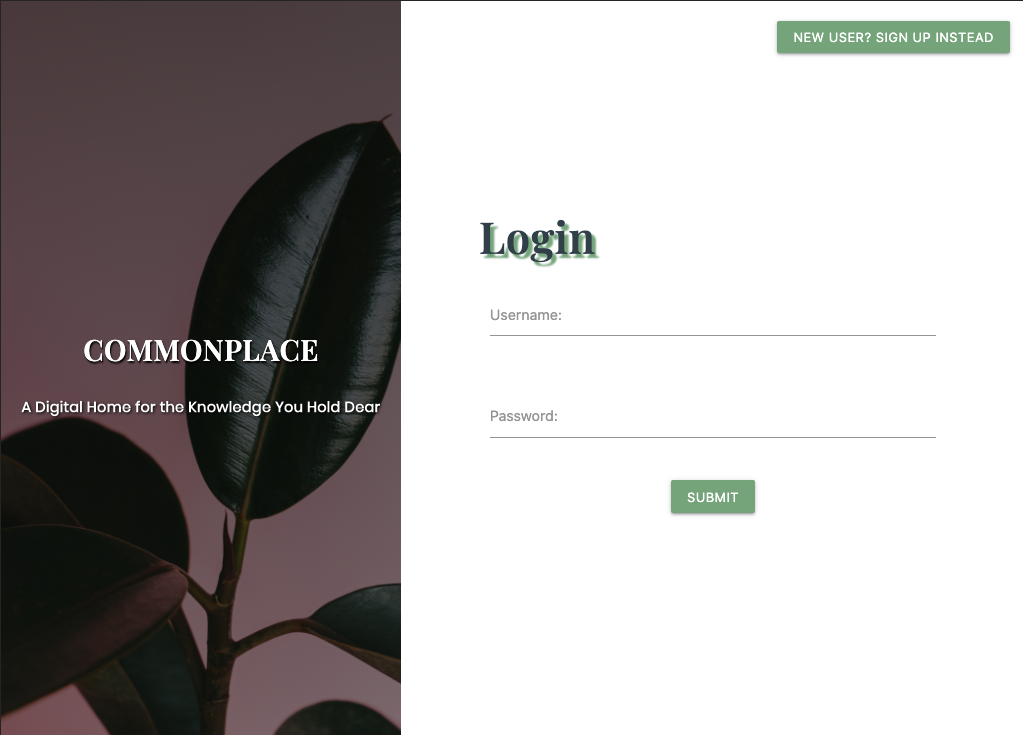 NEW USER? SIGN UP INSTEAD
Login
Username:
COMMONPLACE
A Digital Home for the Knowledge You Hold Dear
Password:
SUBMIT